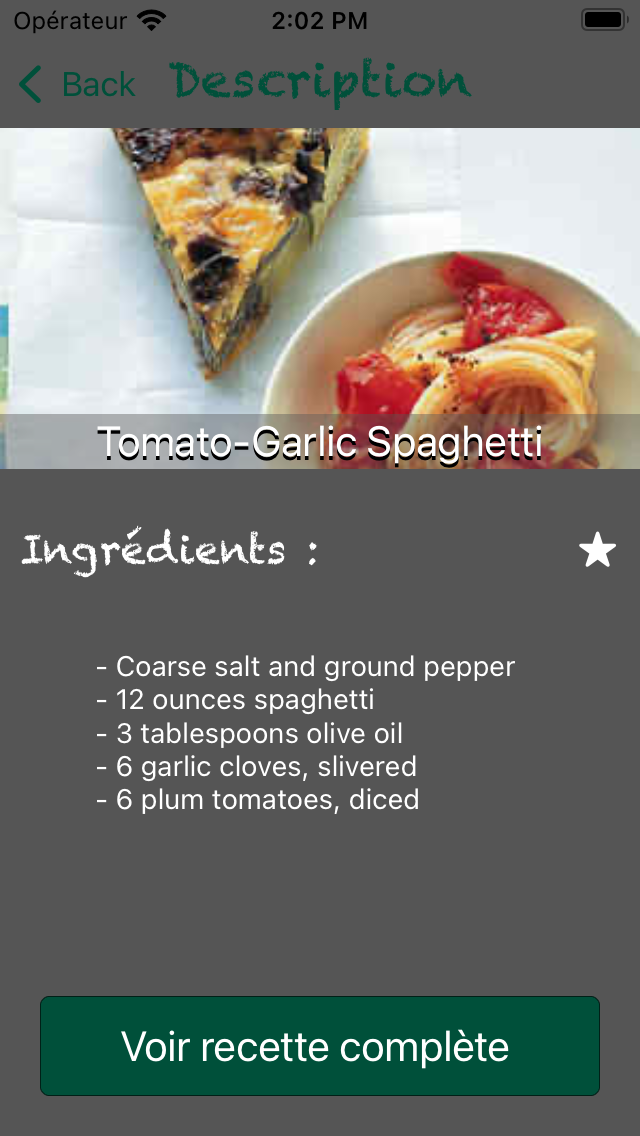 Opérateur 2:02 PM
Back Description
Tomato-Garlic Spaghetti
Ingrédients :
- Coarse salt and ground pepper
- 12 ounces spaghetti
- 3 tablespoons olive oil
- 6 garlic cloves, slivered
- 6 plum tomatoes, diced
Voir recette complète